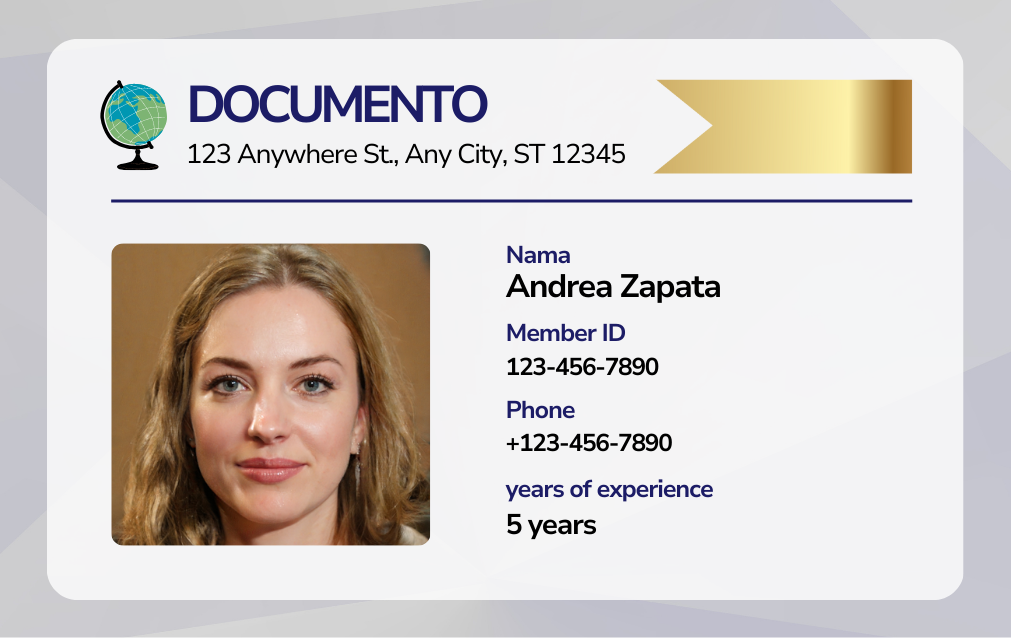 DOCUMENTO
123 Anywhere St., Any City, ST 12345
Nama
Andrea Zapata
Member ID
123-456-7890
Phone
+123-456-7890
years of experience
5 years